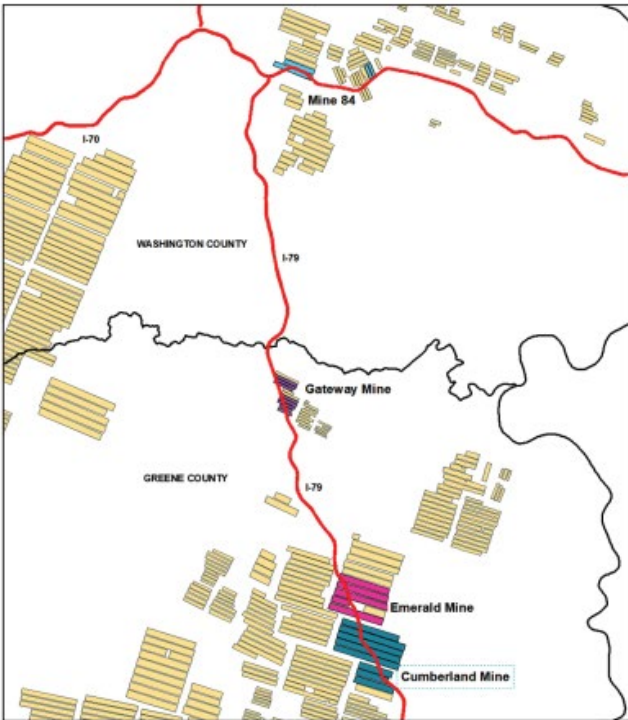 Mine 84
I-70
WASHINGTON COUNTY
I-79
Gateway Mine
GREENE COUNTY
I-79
Emerald Mine
Cumberland Mine